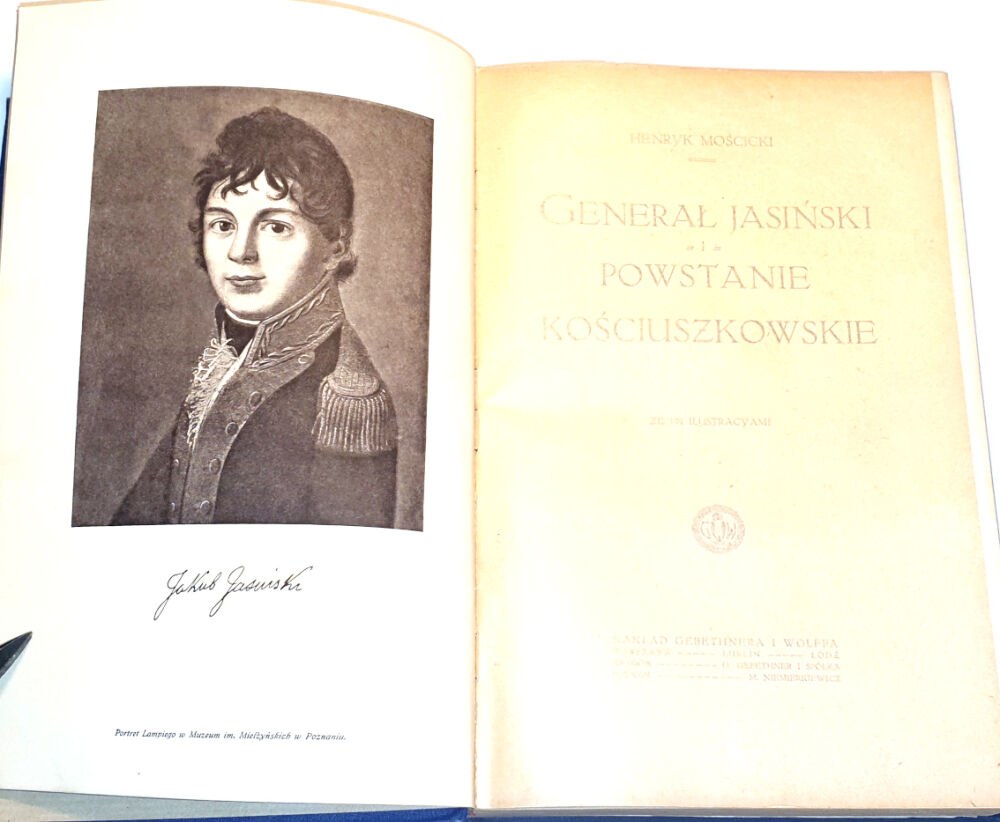 Jakub Jasiński
Portret Lampiego w Muzeum im. Mielżyńskich w Poznaniu.
HENRYK MOŚCICKI
GENERAŁ JASIŃSKI
I
POWSTANIE
KOŚCIUSZKOWSKIE
ILUSTRACYAMI
G W
NAKŁAD GEBETHNERA I WOLFFA
LUBLIN ŁÓDŹ
G. GEBETHNER I SPÓŁKA
M. NIEMIERKIEWICZ